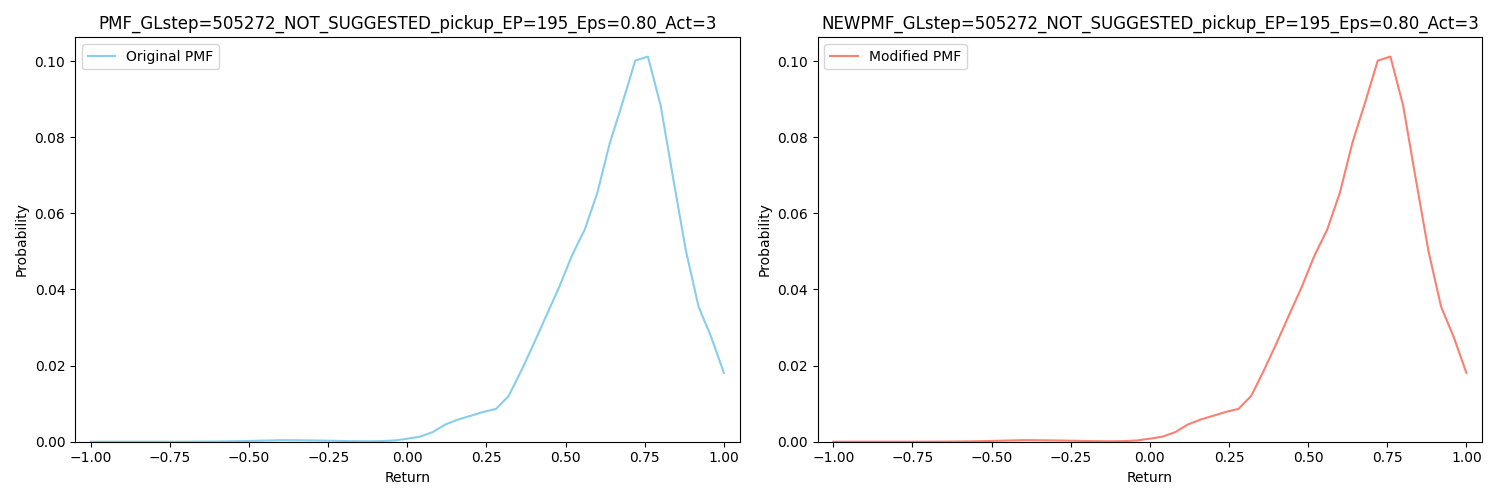 PMF_GLstep=505272_NOT_SUGGESTED_pickup_EP=195_Eps=0.80_Act=3
Original PMF
Probability
0.10
0.08
0.06
0.04
0.02
0.00
−1.00 −0.75 −0.50 −0.25 0.00 0.25 0.50 0.75 1.00
Return
NEWPMF_GLstep=505272_NOT_SUGGESTED_pickup_EP=195_Eps=0.80_Act=3
Modified PMF
Probability
0.10
0.08
0.06
0.04
0.02
0.00
−1.00 −0.75 −0.50 −0.25 0.00 0.25 0.50 0.75 1.00
Return